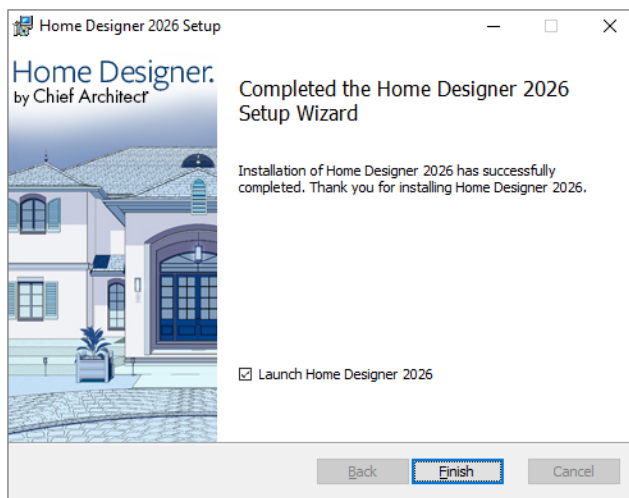 Home Designer 2026 Setup
Home Designer.
by Chief Architect
Completed the Home Designer 2026
Setup Wizard
Installation of Home Designer 2026 has successfully
completed. Thank you for installing Home Designer 2026.
Launch Home Designer 2026
Back
Finish
Cancel